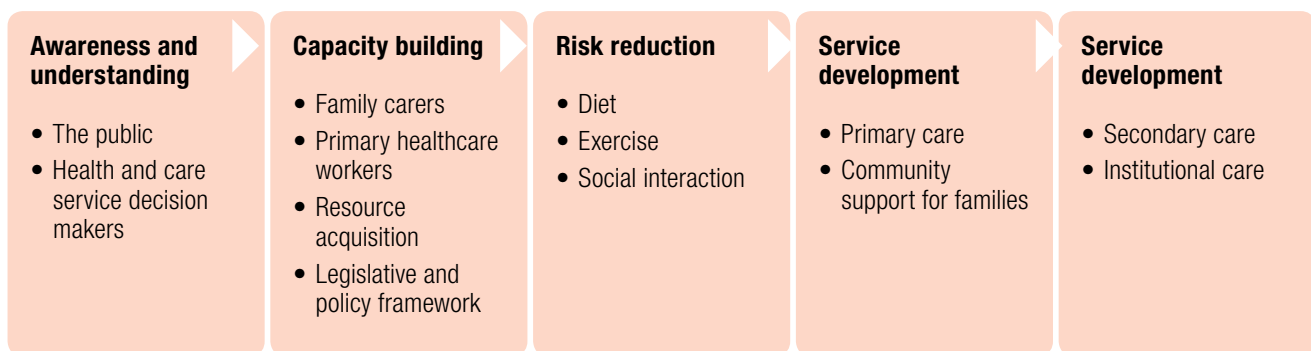 Awareness and
understanding
• The public
• Health and care
service decision
makers
Capacity building
• Family carers
• Primary healthcare
workers
• Resource
acquisition
• Legislative and
policy framework
Risk reduction
• Diet
• Exercise
• Social interaction
Service
development
• Primary care
• Community
support for families
Service
development
• Secondary care
• Institutional care